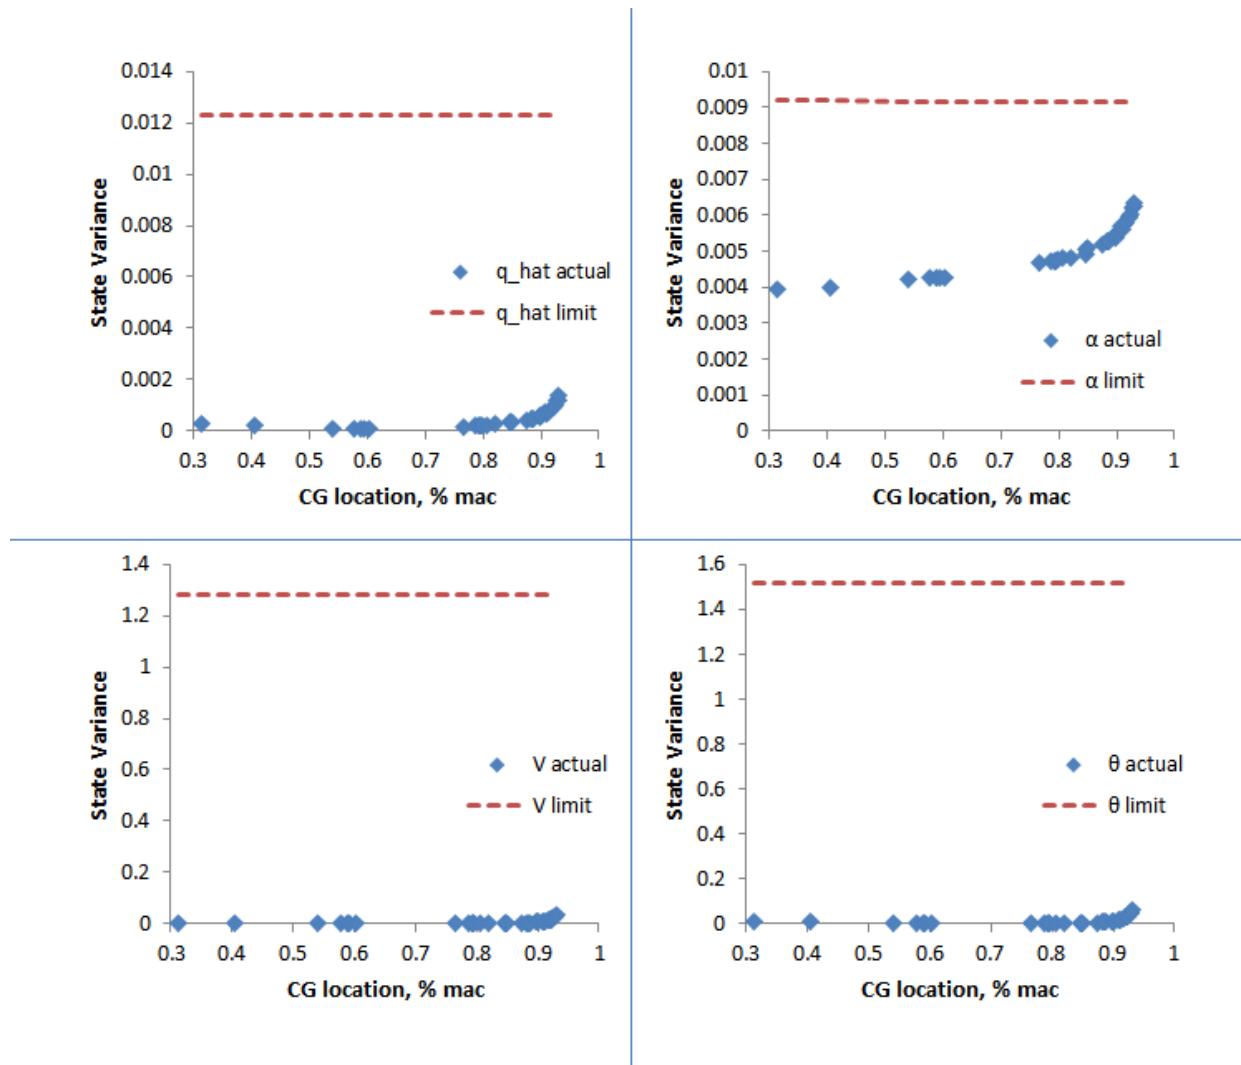 0.014
0.012
0.01
0.008
0.006
0.004
0.002
0
State Variance
q_hat actual
q_hat limit
0.3 0.4 0.5 0.6 0.7 0.8 0.9 1
CG location, % mac
0.01
0.009
0.008
0.007
0.006
0.005
0.004
0.003
0.002
0.001
0
State Variance
α actual
α limit
0.3 0.4 0.5 0.6 0.7 0.8 0.9 1
CG location, % mac
1.4
1.2
1
0.8
0.6
0.4
0.2
0
State Variance
V actual
V limit
0.3 0.4 0.5 0.6 0.7 0.8 0.9 1
CG location, % mac
1.6
1.4
1.2
1
0.8
0.6
0.4
0.2
0
State Variance
θ actual
θ limit
0.3 0.4 0.5 0.6 0.7 0.8 0.9 1
CG location, % mac